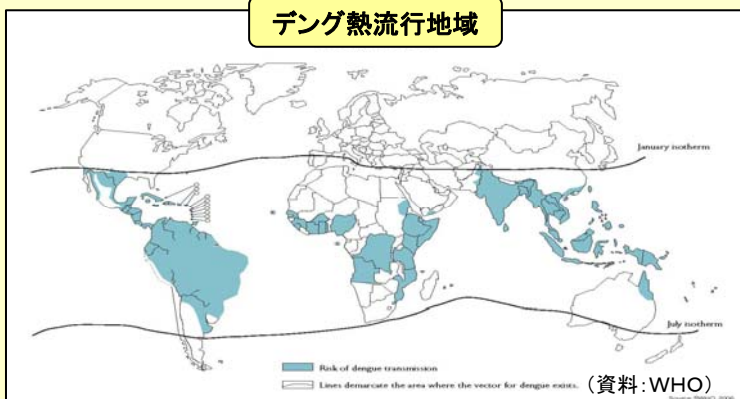 デング熱流行地域
January isotherm
July isotherm
Risk of dengue transmission
Lines demarcate the area where the vector for dengue exists.
(資料:WHO)